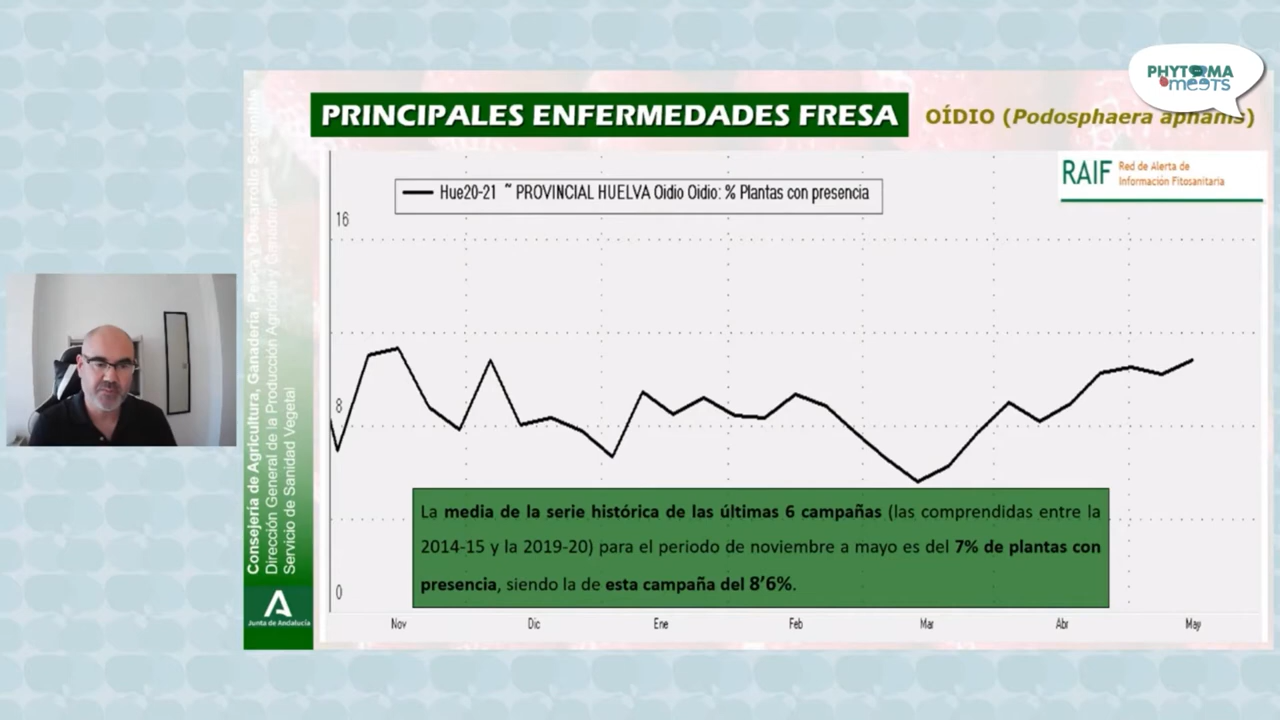 PHYTOMA
meets
PRINCIPALES ENFERMEDADES FRESA
OÍDIO (Podosphaera aphanis)
RAIF Red de Alerta de
Información Fitosanitaria
Hue20-21 ~ PROVINCIAL HUELVA Oidio Oidio: % Plantas con presencia
16
8
0
La media de la serie histórica de las últimas 6 campañas (las comprendidas entre la
2014-15 y la 2019-20) para el periodo de noviembre a mayo es del 7% de plantas con
presencia, siendo la de esta campaña del 8'6%.
Nov Dic Ene Feb Mar Abr May
Consejería de Agricultura, Ganadería, Pesca y Desarrollo Sostenible
Dirección General de la Producción Agrícola y Ganadera
Servicio de Sanidad Vegetal
Junta de Andalucía